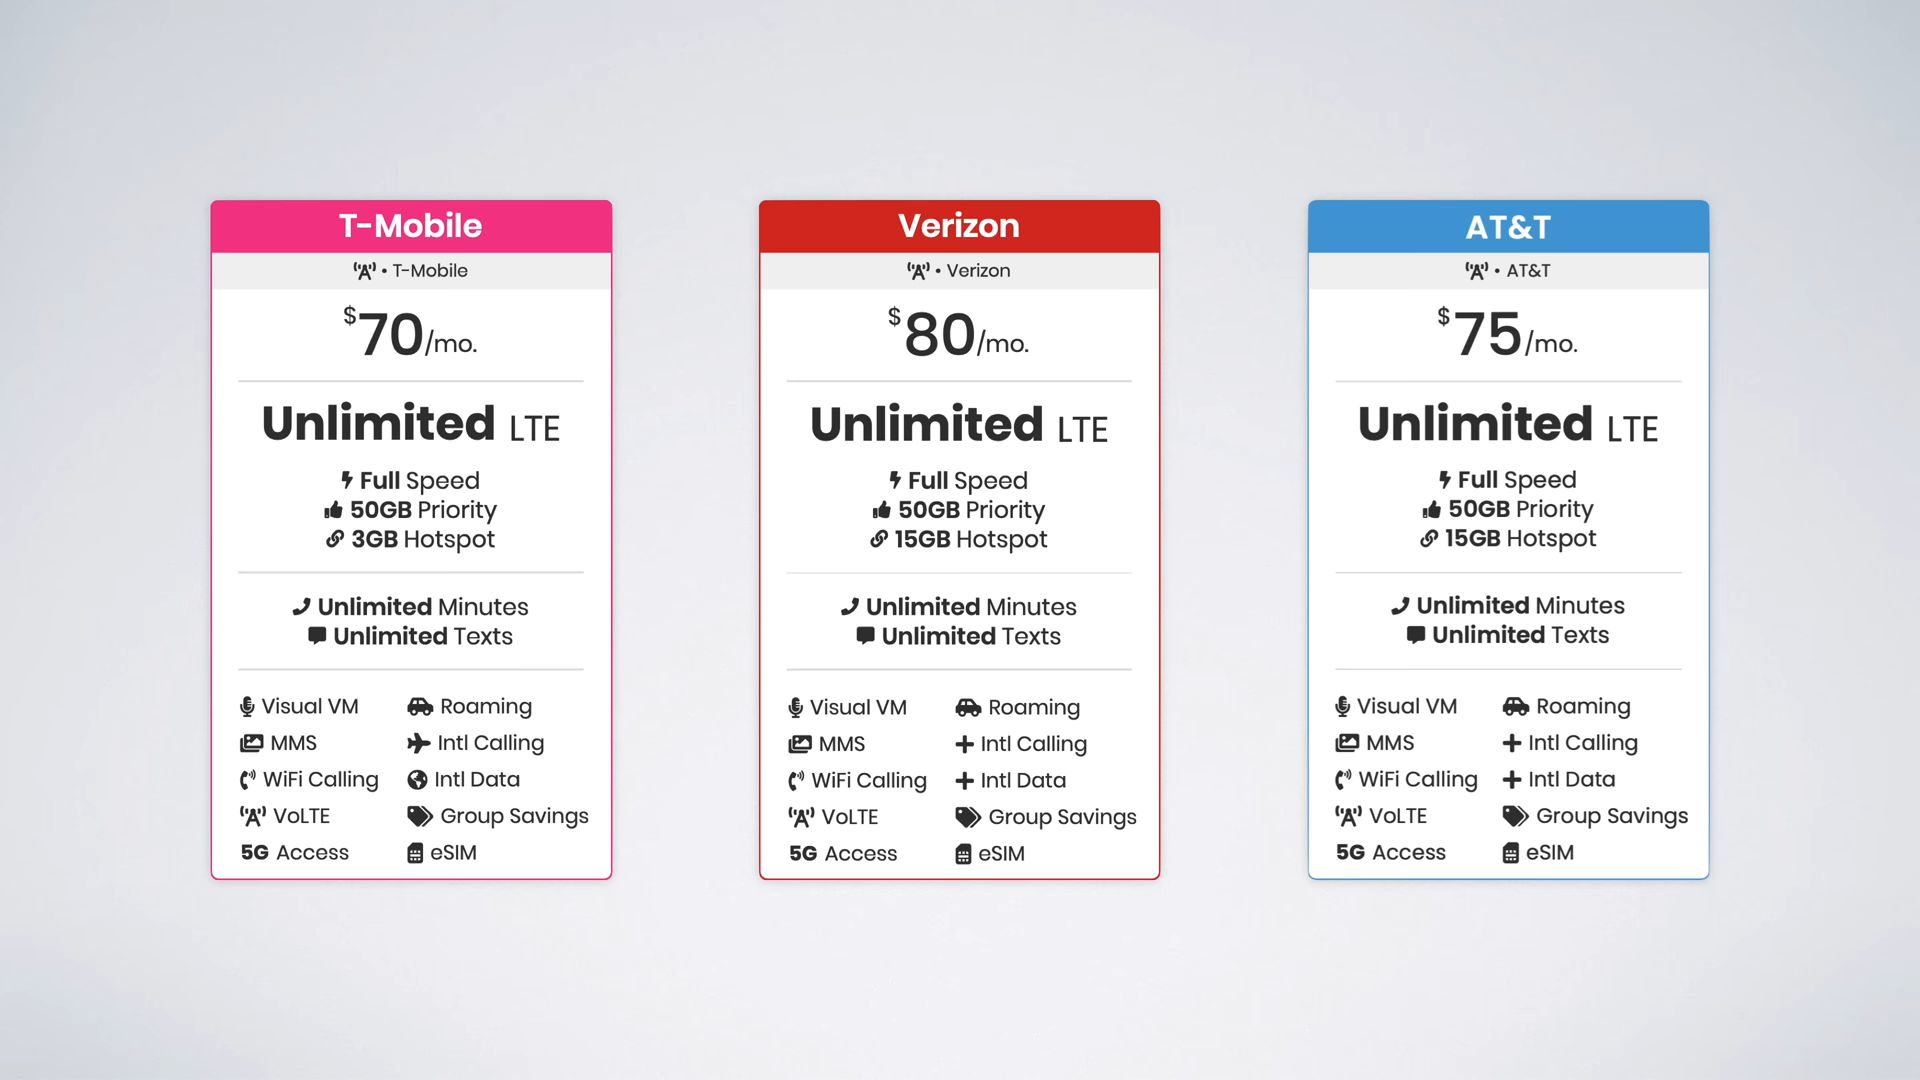 T-Mobile
• T-Mobile
$70/mo.
Unlimited LTE
Full Speed
50GB Priority
3GB Hotspot
Unlimited Minutes
Unlimited Texts
Visual VM
Roaming
MMS
Intl Calling
WiFi Calling
Intl Data
VoLTE
Group Savings
5G Access
eSIM
Verizon
• Verizon
$80/mo.
Unlimited LTE
Full Speed
50GB Priority
15GB Hotspot
Unlimited Minutes
Unlimited Texts
Visual VM
Roaming
MMS
Intl Calling
WiFi Calling
Intl Data
VoLTE
Group Savings
5G Access
eSIM
AT&T
• AT&T
$75/mo.
Unlimited LTE
Full Speed
50GB Priority
15GB Hotspot
Unlimited Minutes
Unlimited Texts
Visual VM
Roaming
MMS
Intl Calling
WiFi Calling
Intl Data
VoLTE
Group Savings
5G Access
eSIM